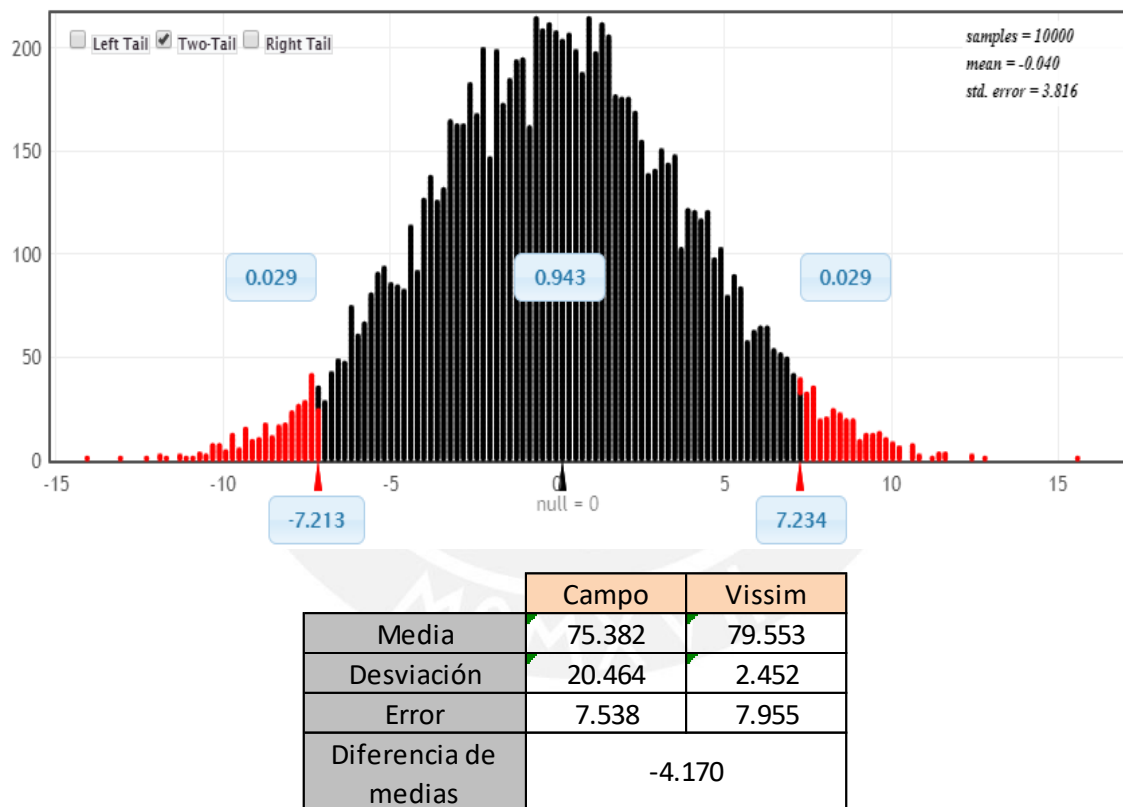 Left Tail Two-Tail Right Tail
samples = 10000
mean = -0.040
std. error = 3.816
200
150
100
50
0
0.029 0.943 0.029
-15 -10 -5 0 5 10 15
null = 0
-7.213 7.234
Campo Vissim
Media 75.382 79.553
Desviación 20.464 2.452
Error 7.538 7.955
Diferencia de
medias
-4.170